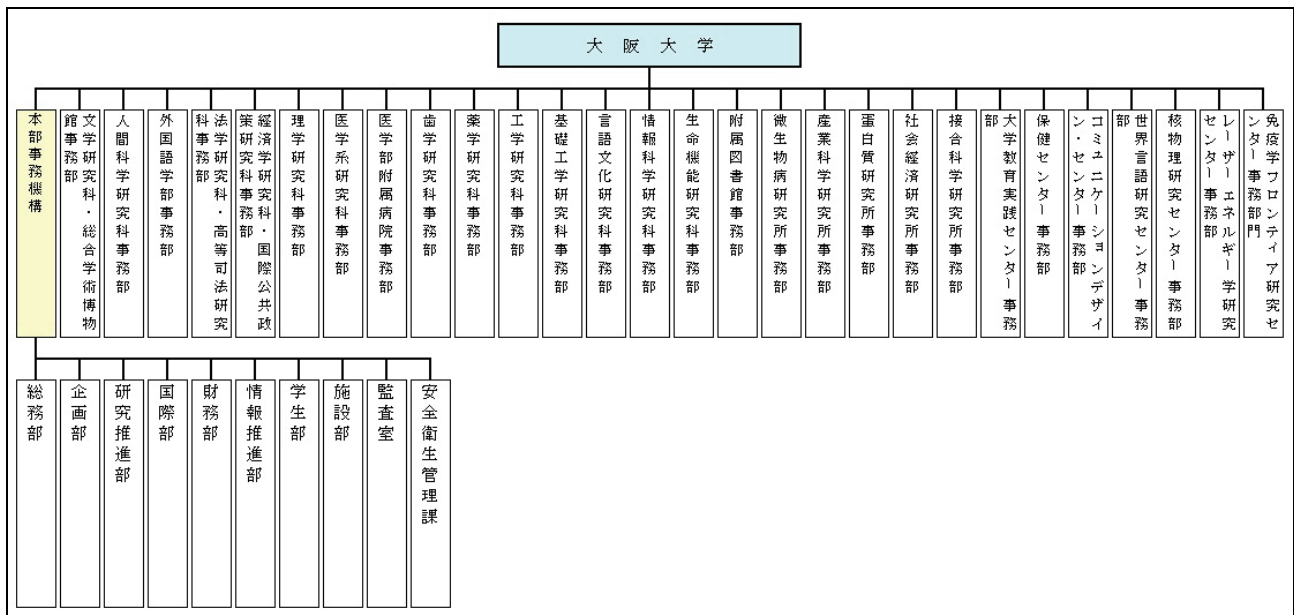 大阪大学
本部事務機構
文学研究科・総合学術博物
館事務部
人間科学研究科事務部
外国語学部事務部
法学研究科・高等司法研究
科事務部
経済学研究科・国際公共政
策研究科事務部
理学研究科事務部
医学系研究科事務部
医学部附属病院事務部
歯学研究科事務部
薬学研究科事務部
工学研究科事務部
基礎工学研究科事務部
言語文化研究科事務部
情報科学研究科事務部
生命機能研究科事務部
附属図書館事務部
微生物病研究所事務部
産業科学研究所事務部
蛋白質研究所事務部
社会経済研究所事務部
接合科学研究所事務部
大学教育実践センター事務
部
保健センター事務部
コミュニケーションデザイ
ン・センター事務部
世界言語研究センター事務
部
核物理研究センター事務部
レーザーエネルギー学研究
センター事務部
免疫学フロンティア研究セ
ンター事務部門
総務部
企画部
研究推進部
国際部
財務部
情報推進部
学生部
施設部
監査室
安全衛生管理課